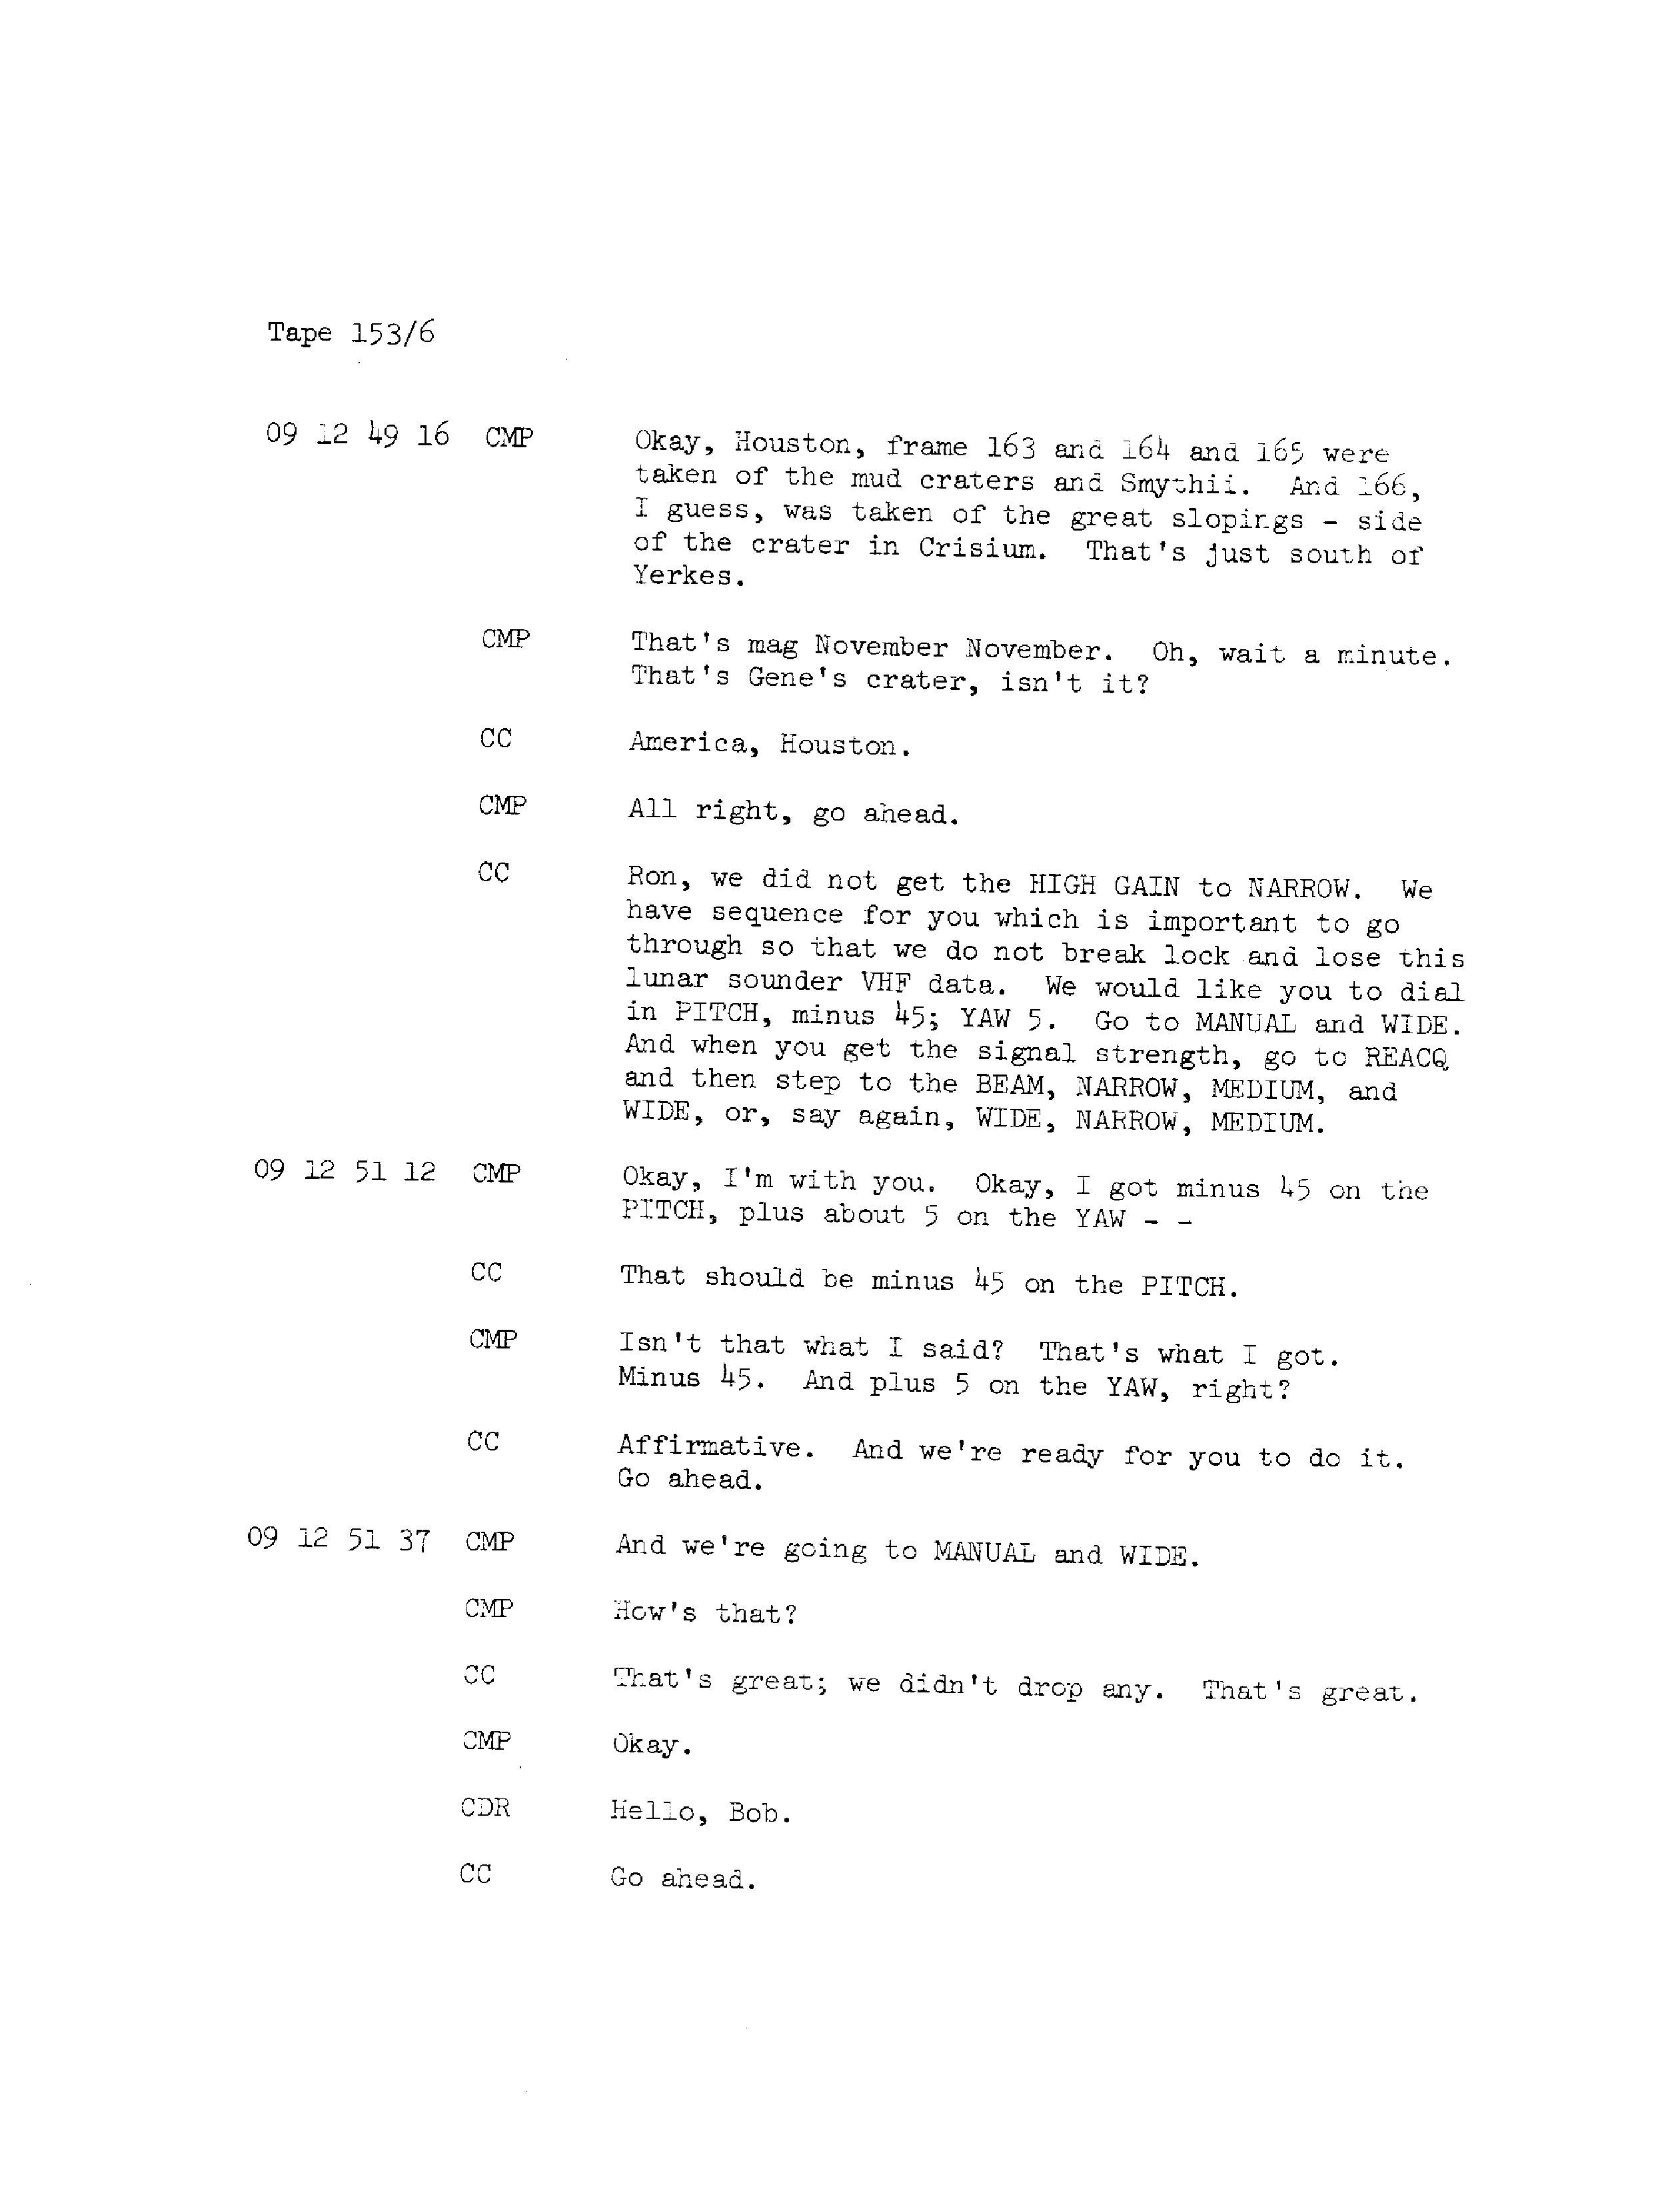 Tape 153/6
09 12 49 16 CMP Okay, Houston, frame 163 and 164 and 165 were
taken of the mud craters and Smythii. And 166,
I guess, was taken of the great slopings - side
of the crater in Crisium. That's just south of
Yerkes.
CMP That's mag November November. Oh, wait a minute.
That's Gene's crater, isn't it?
CC America, Houston.
CMP All right, go ahead.
CC Ron, we did not get the HIGH GAIN to NARROW. We
have sequence for you which is important to go
through so that we do not break lock and lose this
lunar sounder VHF data. We would like you to dial
in PITCH, minus 45; YAW 5. Go to MANUAL and WIDE.
And when you get the signal strength, go to REACQ
and then step to the BEAM, NARROW, MEDIUM, and
WIDE, or, say again, WIDE, NARROW, MEDIUM.
09 12 51 12 CMP Okay, I'm with you. Okay, I got minus 45 on the
PITCH, plus about 5 on the YAW - -
CC That should be minus 45 on the PITCH.
CMP Isn't that what I said? That's what I got.
Minus 45. And plus 5 on the YAW, right?
CC Affirmative. And we're ready for you to do it.
Go ahead.
09 12 51 37 CMP And we're going to MANUAL and WIDE.
CMP How's that?
CC That's great; we didn't drop any. That's great.
CMP Okay.
CDR Hello, Bob.
CC Go ahead.